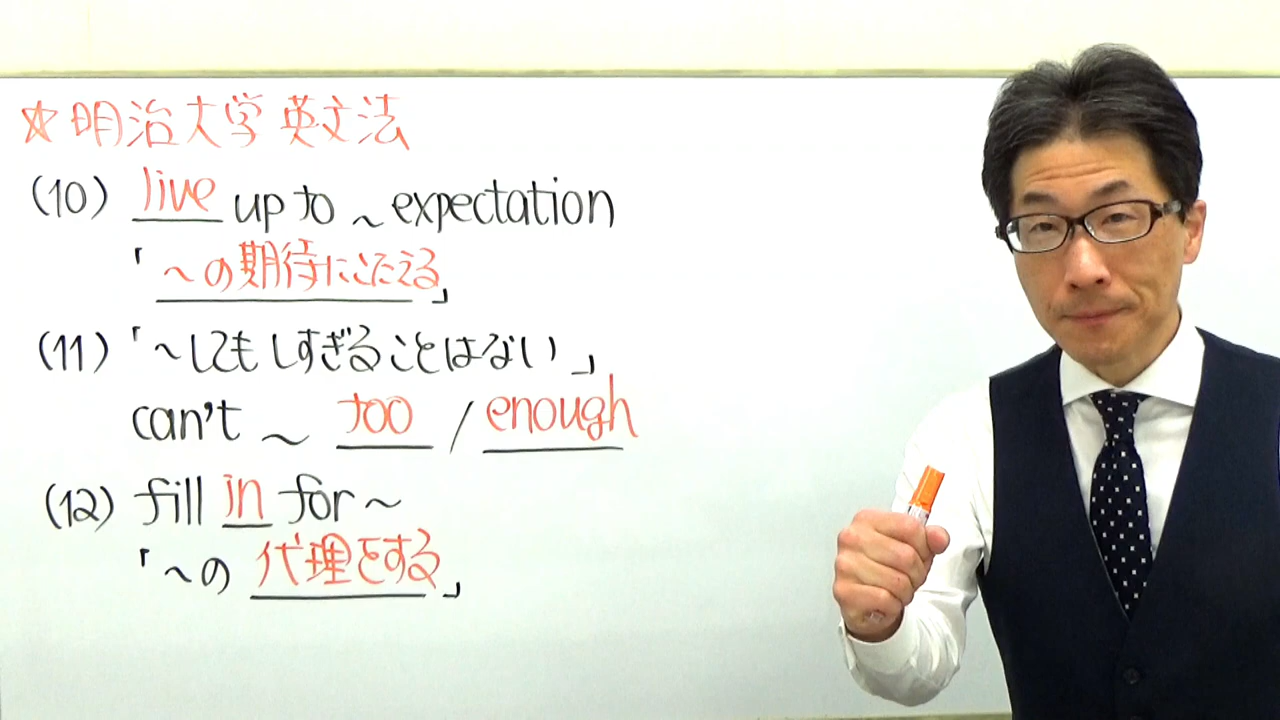 ☆明治大学 英文法
(10) live up to ~ expectation
「~の期待にこたえる」
(11)「~してもしすぎることはない」
can't ~ too / enough
(12) fill in for ~
「~の 代理をする」